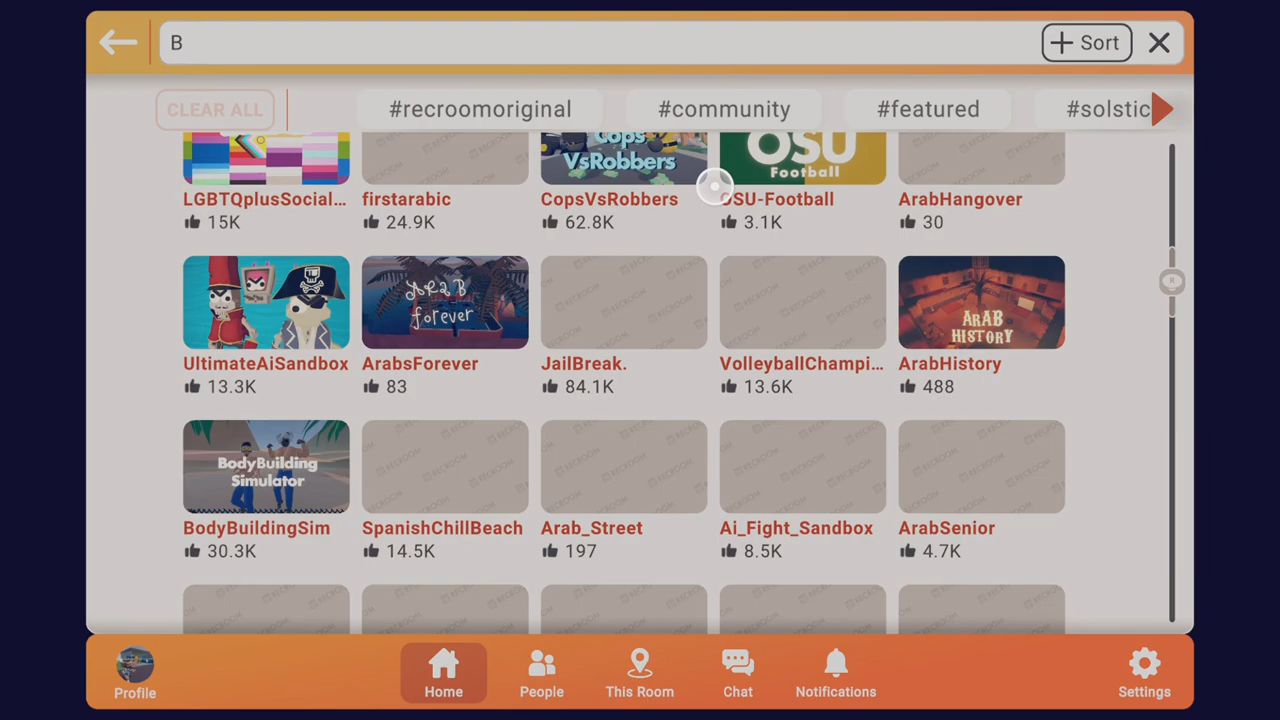 B
Sort
CLEAR ALL
#recroomoriginal
#community
#featured
#solstic
Cops
VsRobbers
OSU
Football
LGBTQplusSocial...
firstarabic
CopsVsRobbers
OSU-Football
ArabHangover
15K
24.9K
62.8K
3.1K
30
ARAB
forever
ARAB
HISTORY
UltimateAiSandbox
ArabsForever
JailBreak.
VolleyballChampi...
ArabHistory
13.3K
83
84.1K
13.6K
488
BodyBuilding
Simulator
BodyBuildingSim
SpanishChillBeach
Arab_Street
Ai_Fight_Sandbox
ArabSenior
30.3K
14.5K
197
8.5K
4.7K
Profile
Home
People
This Room
Chat
Notifications
Settings